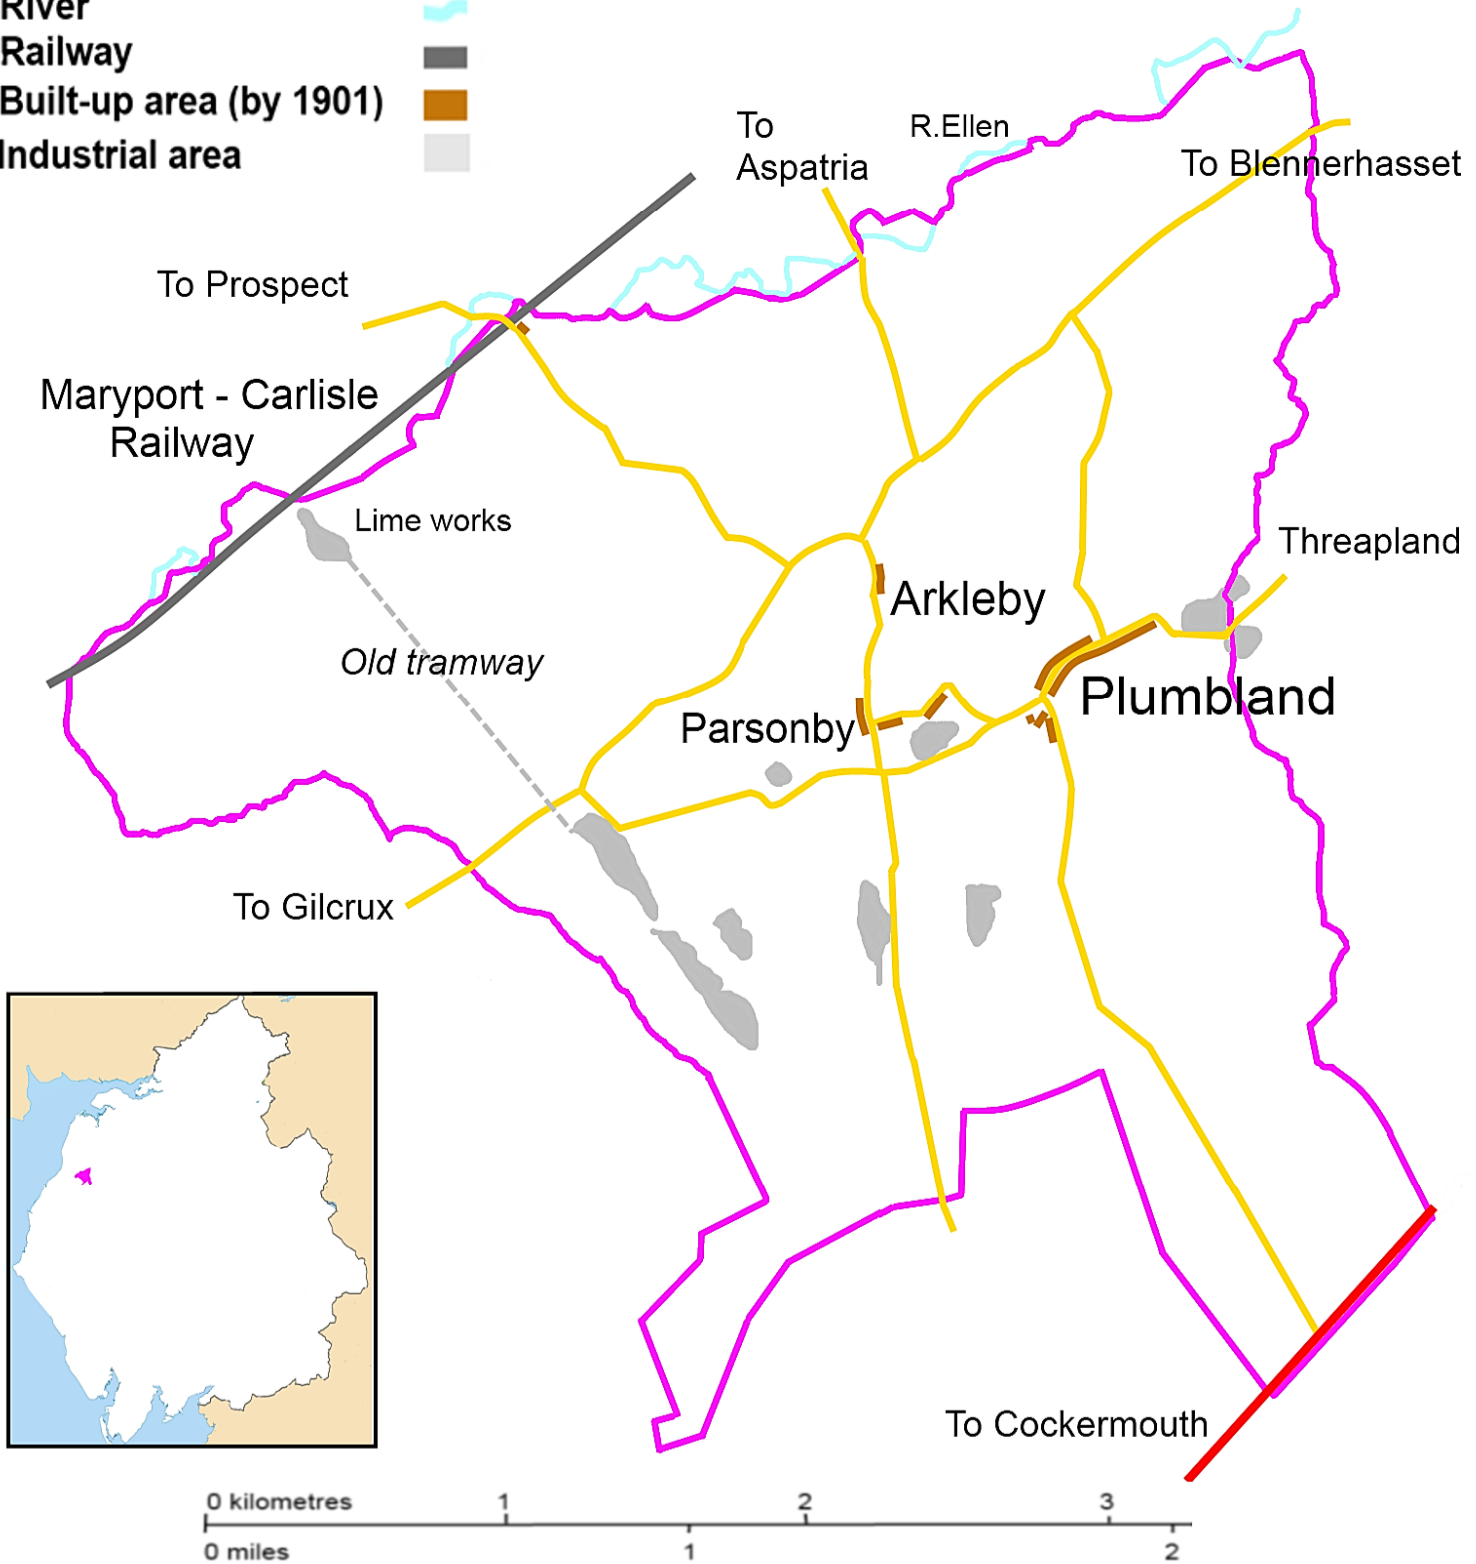 River
Railway
Built-up area (by 1901)
Industrial area
To
Aspatria
R.Ellen
To Blennerhasset
To Prospect
Maryport - Carlisle
Railway
Lime works
Threapland
Arkleby
Old tramway
Plumbland
Parsonby
To Gilcrux
To Cockermouth
0 kilometres 1 2 3
0 miles 1 2